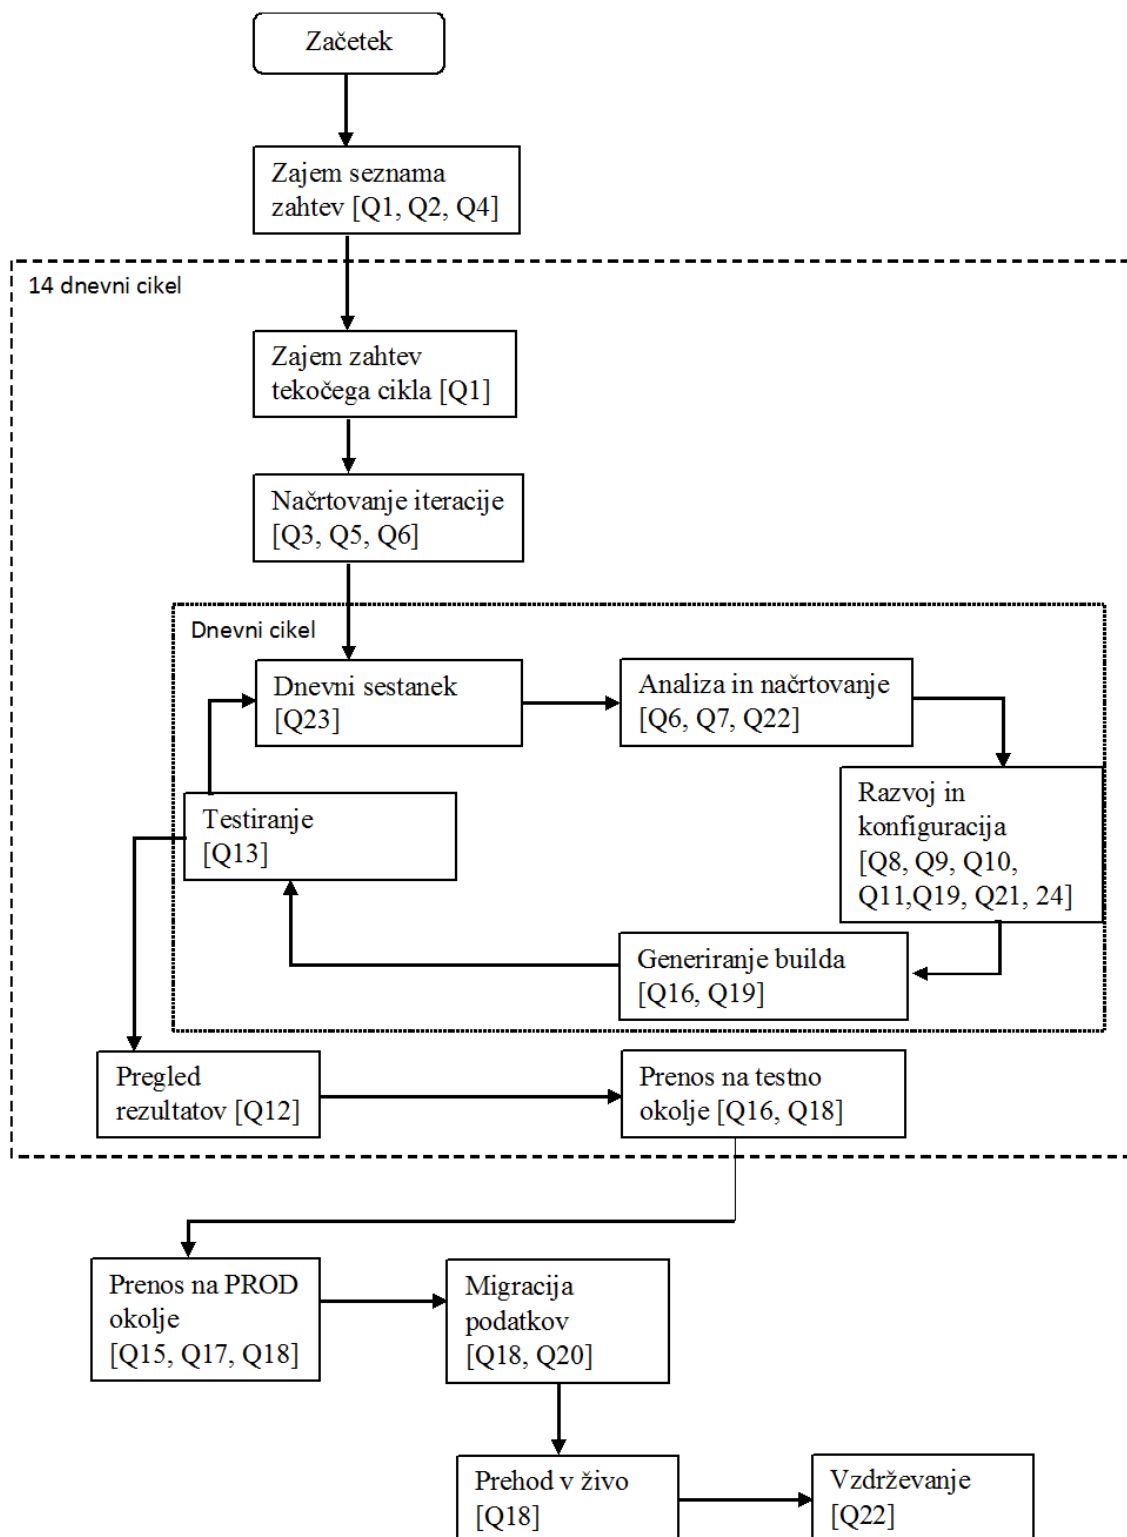 Začetek
Zajem seznama
zahtev [Q1, Q2, Q4]
14 dnevni cikel
Zajem zahtev
tekočega cikla [Q1]
Načrtovanje iteracije
[Q3, Q5, Q6]
Dnevni cikel
Dnevni sestanek
[Q23]
Analiza in načrtovanje
[Q6, Q7, Q22]
Razvoj in
konfiguracija
[Q8, Q9, Q10,
Q11,Q19, Q21, 24]
Testiranje
[Q13]
Generiranje builda
[Q16, Q19]
Pregled
rezultatov [Q12]
Prenos na testno
okolje [Q16, Q18]
Prenos na PROD
okolje
[Q15, Q17, Q18]
Migracija
podatkov
[Q18, Q20]
Prehod v živo
[Q18]
Vzdrževanje
[Q22]